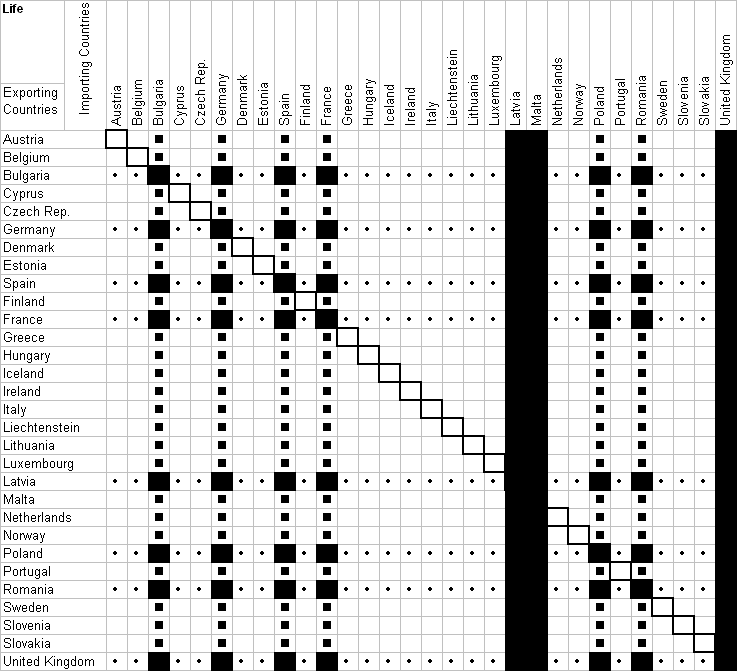 Life
Importing Countries
Exporting
Countries
Austria
Belgium
Bulgaria
Cyprus
Czech Rep.
Germany
Denmark
Estonia
Spain
Finland
France
Greece
Hungary
Iceland
Ireland
Italy
Liechtenstein
Lithuania
Luxembourg
Latvia
Malta
Netherlands
Norway
Poland
Portugal
Romania
Sweden
Slovenia
Slovakia
United Kingdom
Austria
Belgium
Bulgaria
Cyprus
Czech Rep.
Germany
Denmark
Estonia
Spain
Finland
France
Greece
Hungary
Iceland
Ireland
Italy
Liechtenstein
Lithuania
Luxembourg
Latvia
Malta
Netherlands
Norway
Poland
Portugal
Romania
Sweden
Slovenia
Slovakia
United Kingdom